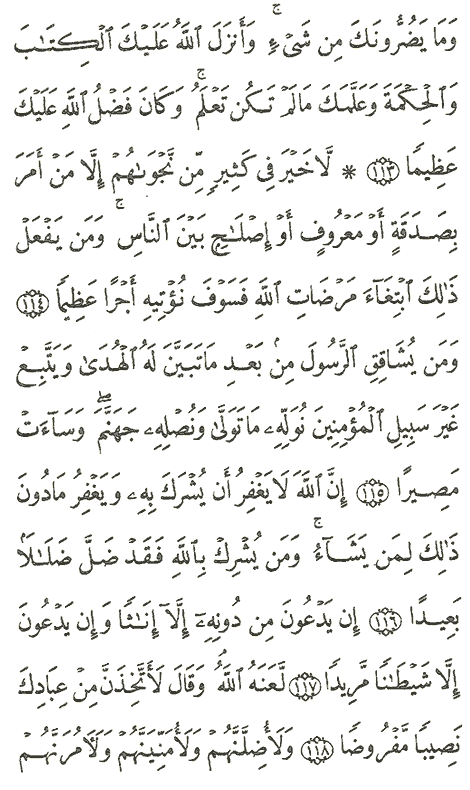 وَمَا يَضُرُّونَكَ مِن شَىْءٍ ۚ وَأَنزَلَ ٱللَّهُ عَلَيْكَ ٱلْكِتَـٰبَ
وَٱلْحِكْمَةَ وَعَلَّمَكَ مَا لَمْ تَكُن تَعْلَمُ ۚ وَكَانَ فَضْلُ ٱللَّهِ عَلَيْكَ
عَظِيمًا ﴿١١٣﴾ * لَّا خَيْرَ فِى كَثِيرٍ مِّن نَّجْوَىٰهُمْ إِلَّا مَنْ أَمَرَ
بِصَدَقَةٍ أَوْ مَعْرُوفٍ أَوْ إِصْلَـٰحٍۭ بَيْنَ ٱلنَّاسِ ۚ وَمَن يَفْعَلْ
ذَٰلِكَ ٱبْتِغَآءَ مَرْضَاتِ ٱللَّهِ فَسَوْفَ نُؤْتِيهِ أَجْرًا عَظِيمًا ﴿١١٤﴾
وَمَن يُشَاقِقِ ٱلرَّسُولَ مِنۢ بَعْدِ مَا تَبَيَّنَ لَهُ ٱلْهُدَىٰ وَيَتَّبِعْ
غَيْرَ سَبِيلِ ٱلْمُؤْمِنِينَ نُوَلِّهِۦ مَا تَوَلَّىٰ وَنُصْلِهِۦ جَهَنَّمَ ۖ وَسَآءَتْ
مَصِيرًا ﴿١١٥﴾ إِنَّ ٱللَّهَ لَا يَغْفِرُ أَن يُشْرَكَ بِهِۦ وَيَغْفِرُ مَا دُونَ
ذَٰلِكَ لِمَن يَشَآءُ ۚ وَمَن يُشْرِكْ بِٱللَّهِ فَقَدْ ضَلَّ ضَلَـٰلًۢا
بَعِيدًا ﴿١١٦﴾ إِن يَدْعُونَ مِن دُونِهِۦٓ إِلَّآ إِنَـٰثًا وَإِن يَدْعُونَ
إِلَّا شَيْطَـٰنًا مَّرِيدًا ﴿١١٧﴾ لَّعَنَهُ ٱللَّهُ ۘ وَقَالَ لَأَتَّخِذَنَّ مِنْ عِبَادِكَ
نَصِيبًا مَّفْرُوضًا ﴿١١٨﴾ وَلَأُضِلَّنَّهُمْ وَلَأُمَنِّيَنَّهُمْ وَلَـَٔامُرَنَّهُمْ